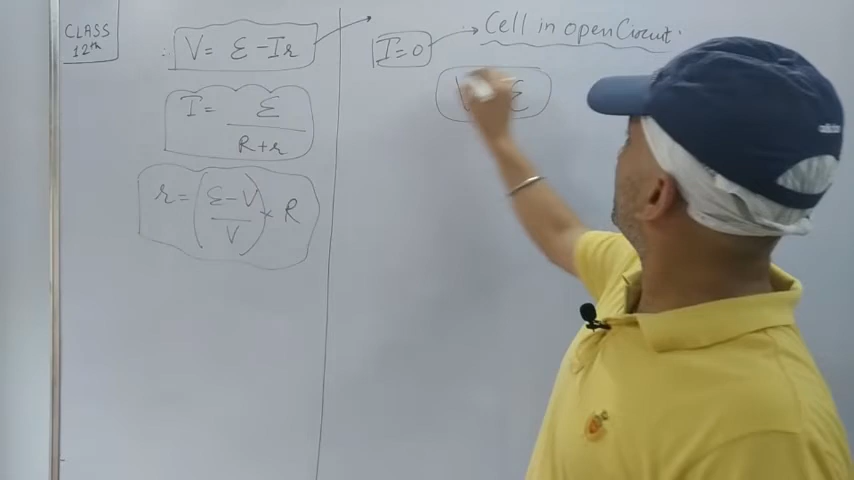 CLASS
12th
∴ V = ε - Ir
I = ε / (R + r)
r = ((ε - V) / V) × R
I = 0
Cell in open Circuit.
V
ε
adidas